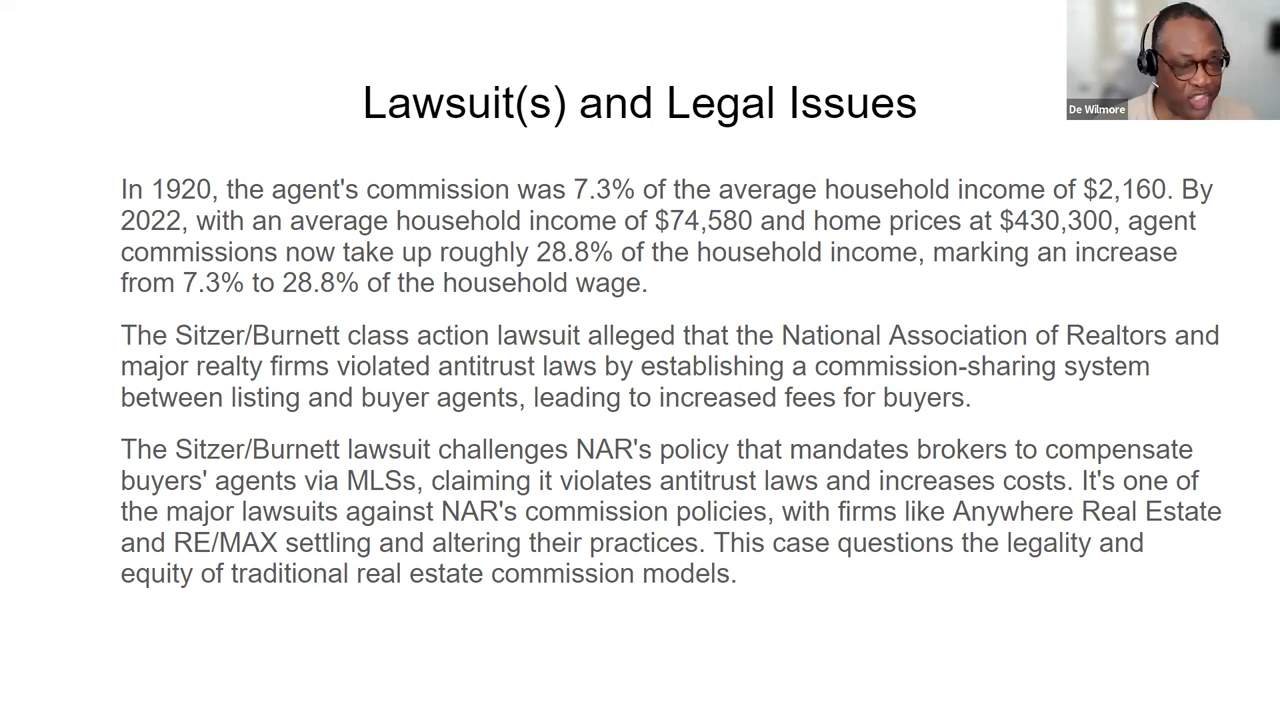 Lawsuit(s) and Legal Issues
De Wilmore
In 1920, the agent's commission was 7.3% of the average household income of $2,160. By
2022, with an average household income of $74,580 and home prices at $430,300, agent
commissions now take up roughly 28.8% of the household income, marking an increase
from 7.3% to 28.8% of the household wage.
The Sitzer/Burnett class action lawsuit alleged that the National Association of Realtors and
major realty firms violated antitrust laws by establishing a commission-sharing system
between listing and buyer agents, leading to increased fees for buyers.
The Sitzer/Burnett lawsuit challenges NAR's policy that mandates brokers to compensate
buyers' agents via MLSs, claiming it violates antitrust laws and increases costs. It's one of
the major lawsuits against NAR's commission policies, with firms like Anywhere Real Estate
and RE/MAX settling and altering their practices. This case questions the legality and
equity of traditional real estate commission models.